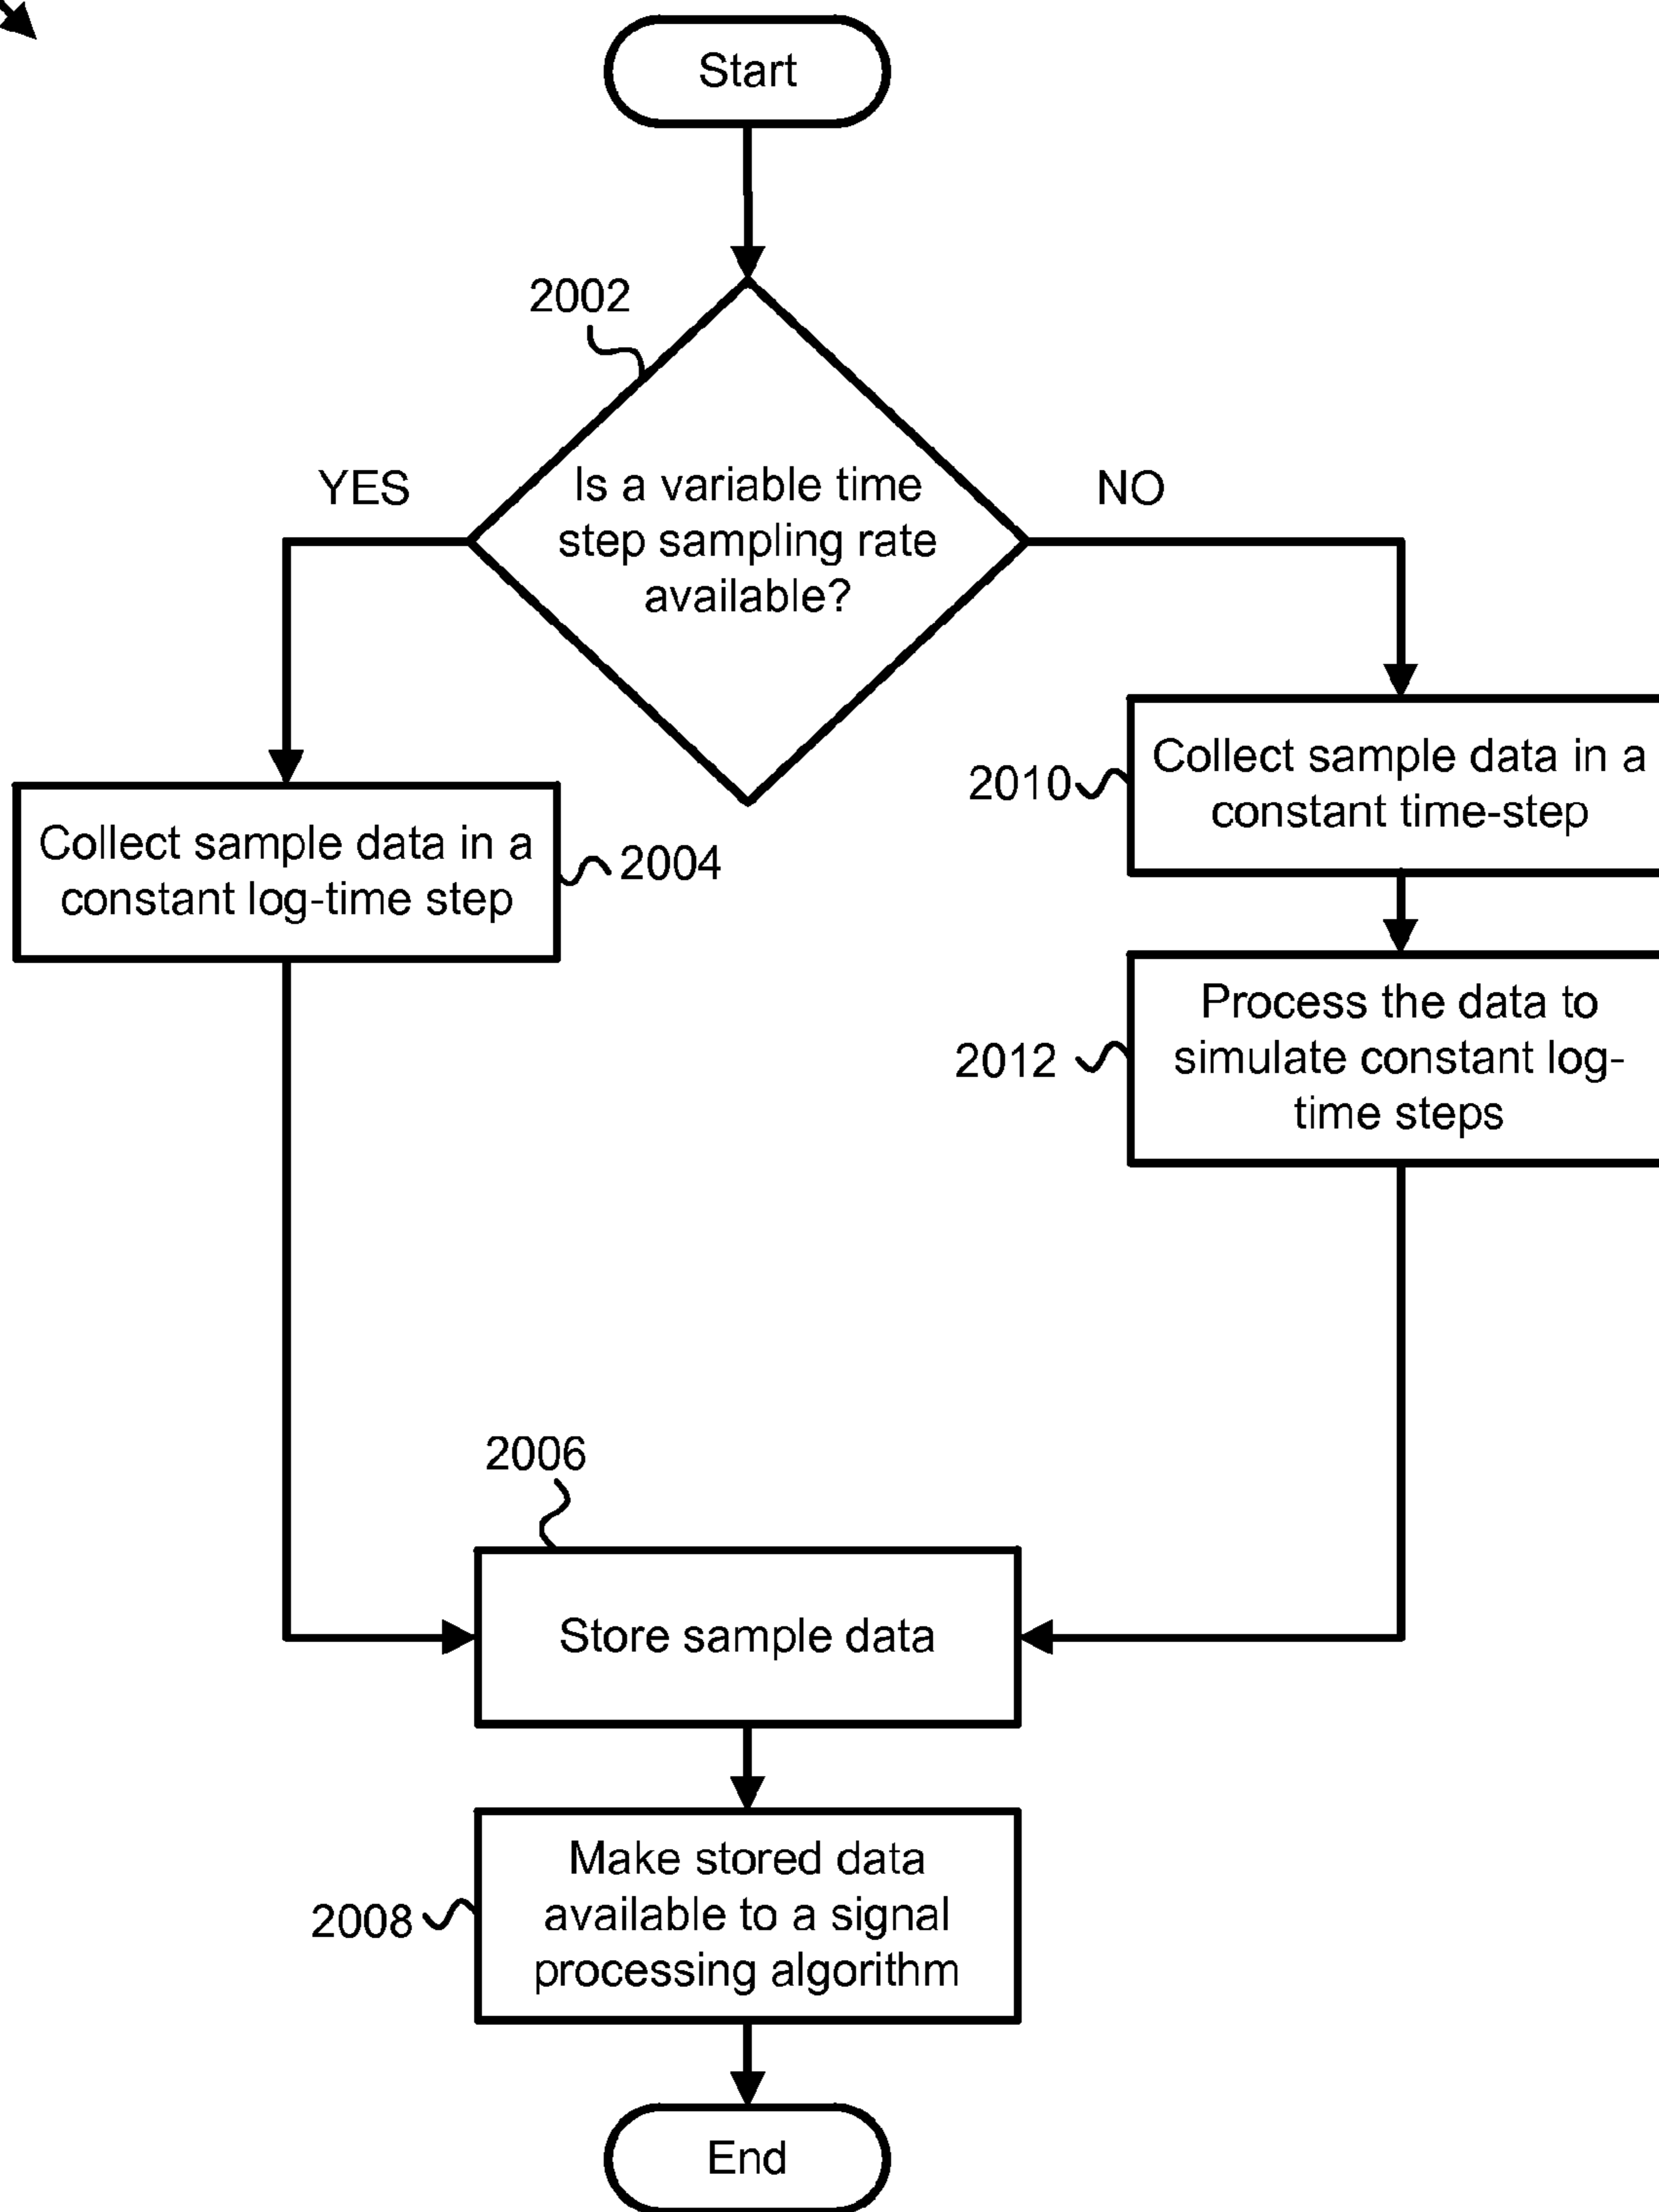 Start
2002
YES
Is a variable time
step sampling rate
available?
NO
Collect sample data in a
constant log-time step
2004
2010
Collect sample data in a
constant time-step
2012
Process the data to
simulate constant log-
time steps
2006
Store sample data
2008
Make stored data
available to a signal
processing algorithm
End